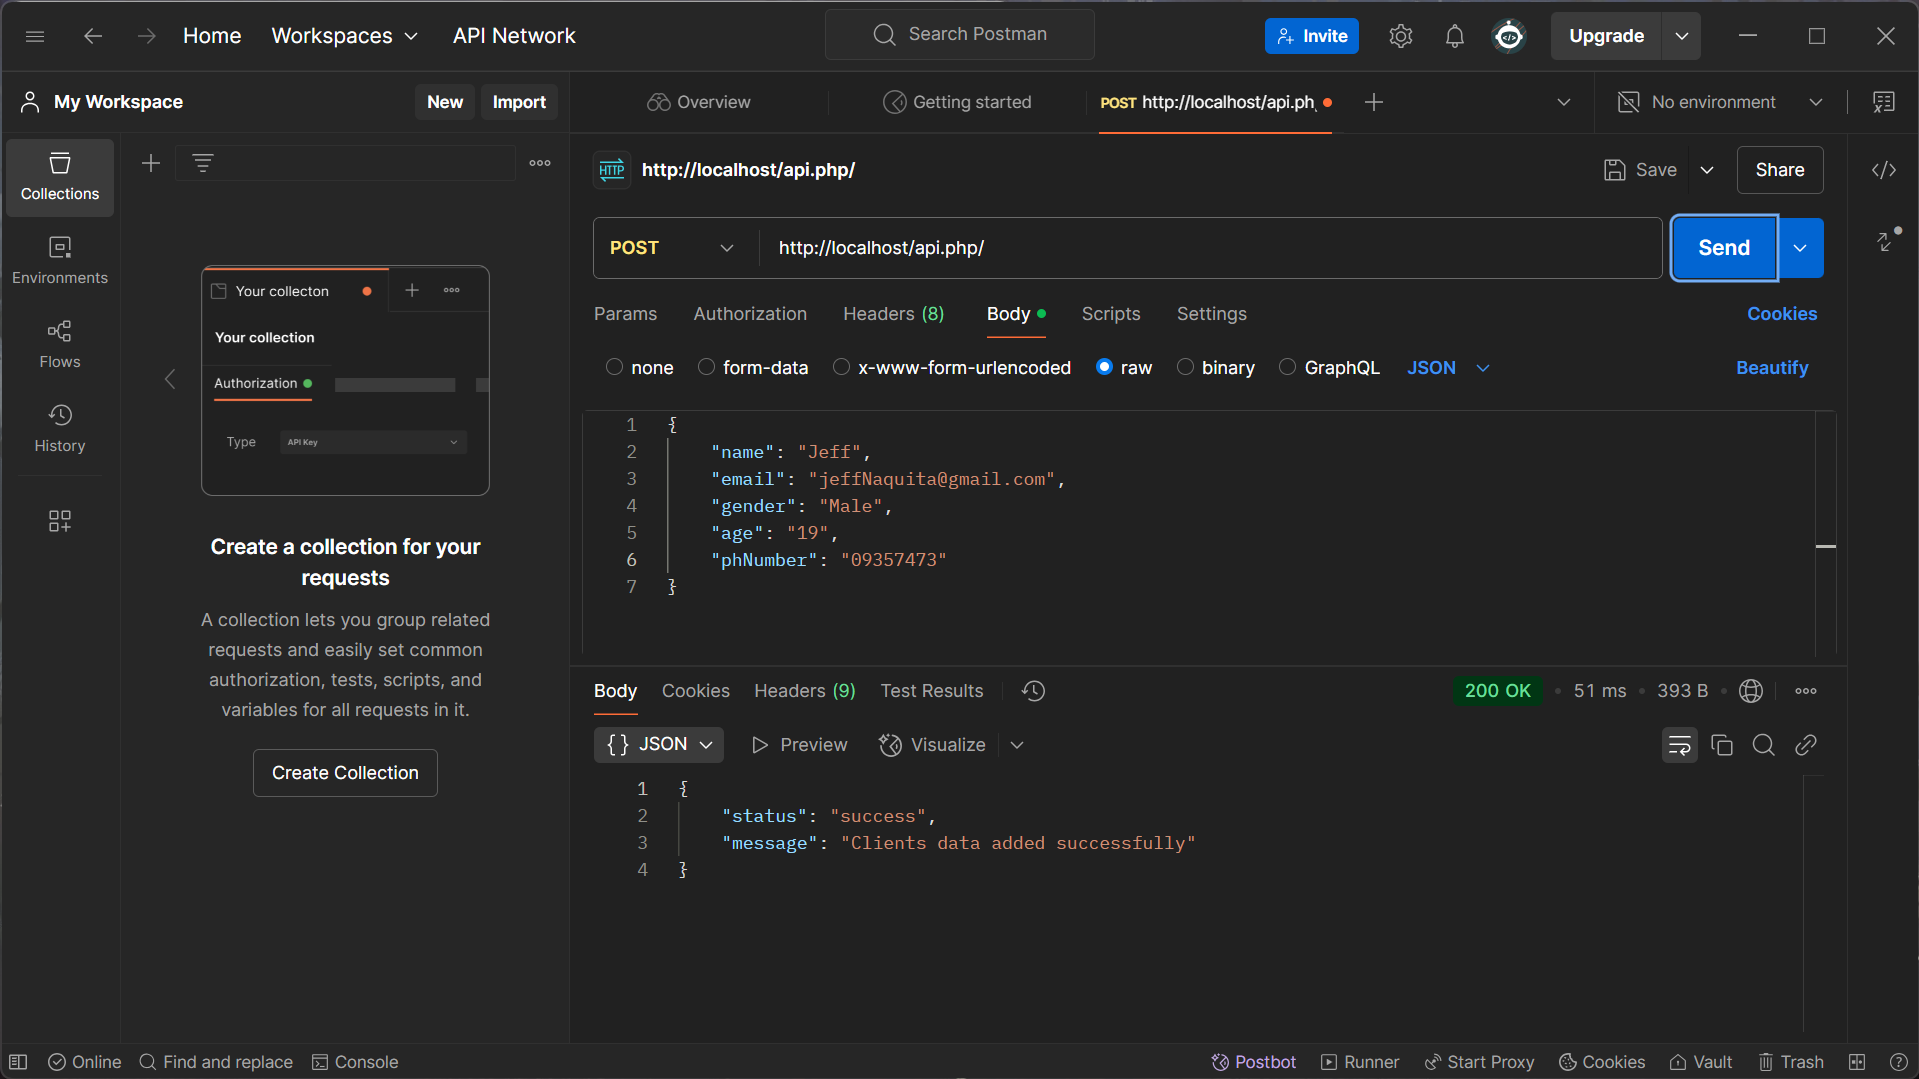 Home Workspaces API Network Search Postman Invite Upgrade
My Workspace New Import Overview Getting started POST http://localhost/api.ph No environment
Collections
Environments
Flows
History
Your collecton
Your collection
Authorization
Type API Key
Create a collection for your
requests
A collection lets you group related
requests and easily set common
authorization, tests, scripts, and
variables for all requests in it.
Create Collection
HTTP http://localhost/api.php/ Save Share
POST http://localhost/api.php/ Send
Params Authorization Headers (8) Body Scripts Settings Cookies
none form-data x-www-form-urlencoded raw binary GraphQL JSON Beautify
1 {
2 "name": "Jeff",
3 "email": "jeffNaquita@gmail.com",
4 "gender": "Male",
5 "age": "19",
6 "phNumber": "09357473"
7 }
Body Cookies Headers (9) Test Results 200 OK • 51 ms • 393 B •
{} JSON Preview Visualize
1 {
2 "status": "success",
3 "message": "Clients data added successfully"
4 }
Online Find and replace Console Postbot Runner Start Proxy Cookies Vault Trash